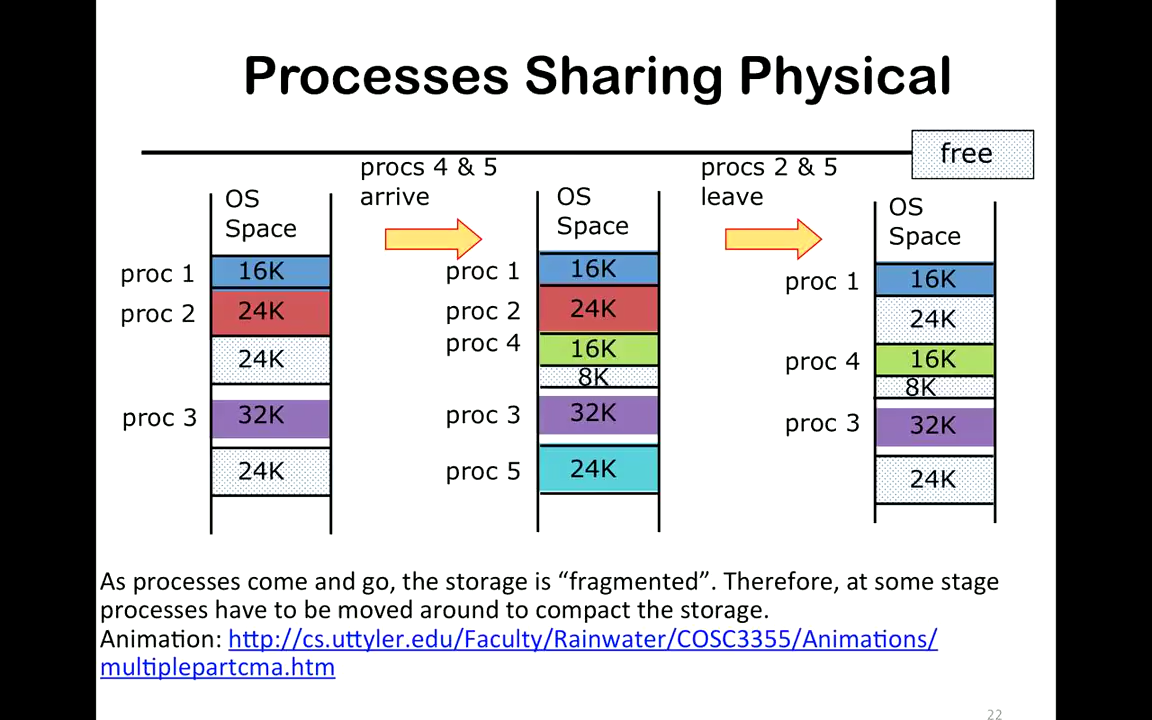 Processes Sharing Physical
free
procs 4 & 5
arrive
procs 2 & 5
leave
OS
Space
proc 1
16K
proc 2
24K
24K
proc 3
32K
24K
OS
Space
proc 1
16K
proc 2
24K
proc 4
16K
8K
proc 3
32K
proc 5
24K
OS
Space
proc 1
16K
24K
proc 4
16K
8K
proc 3
32K
24K
As processes come and go, the storage is “fragmented”. Therefore, at some stage
processes have to be moved around to compact the storage.
Animation: http://cs.uttyler.edu/Faculty/Rainwater/COSC3355/Animations/
multiplepartcma.htm
22